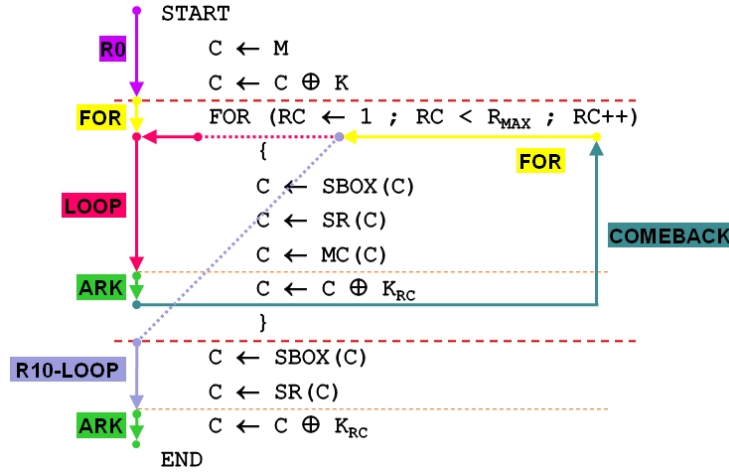 START
R0
C ← M
C ← C ⊕ K
FOR
FOR (RC ← 1 ; RC < RMAX ; RC++)
{
FOR
C ← SBOX(C)
LOOP
C ← SR(C)
COMEBACK
C ← MC(C)
ARK
C ← C ⊕ KRC
}
R10-LOOP
C ← SBOX(C)
C ← SR(C)
ARK
C ← C ⊕ KRC
END